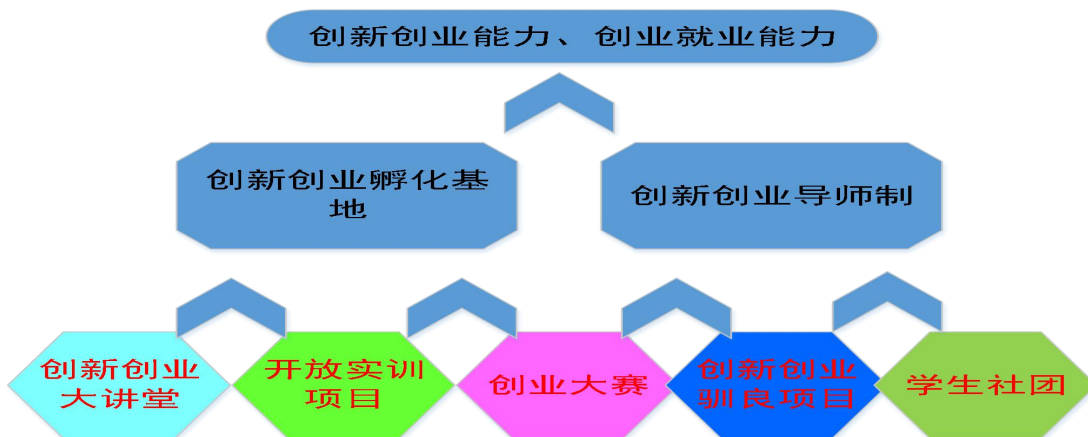 创新创业能力、创业就业能力
创新创业孵化基
地
创新创业导师制
创新创业
大讲堂
开放实训
项目
创业大赛
创新创业
驯良项目
学生社团